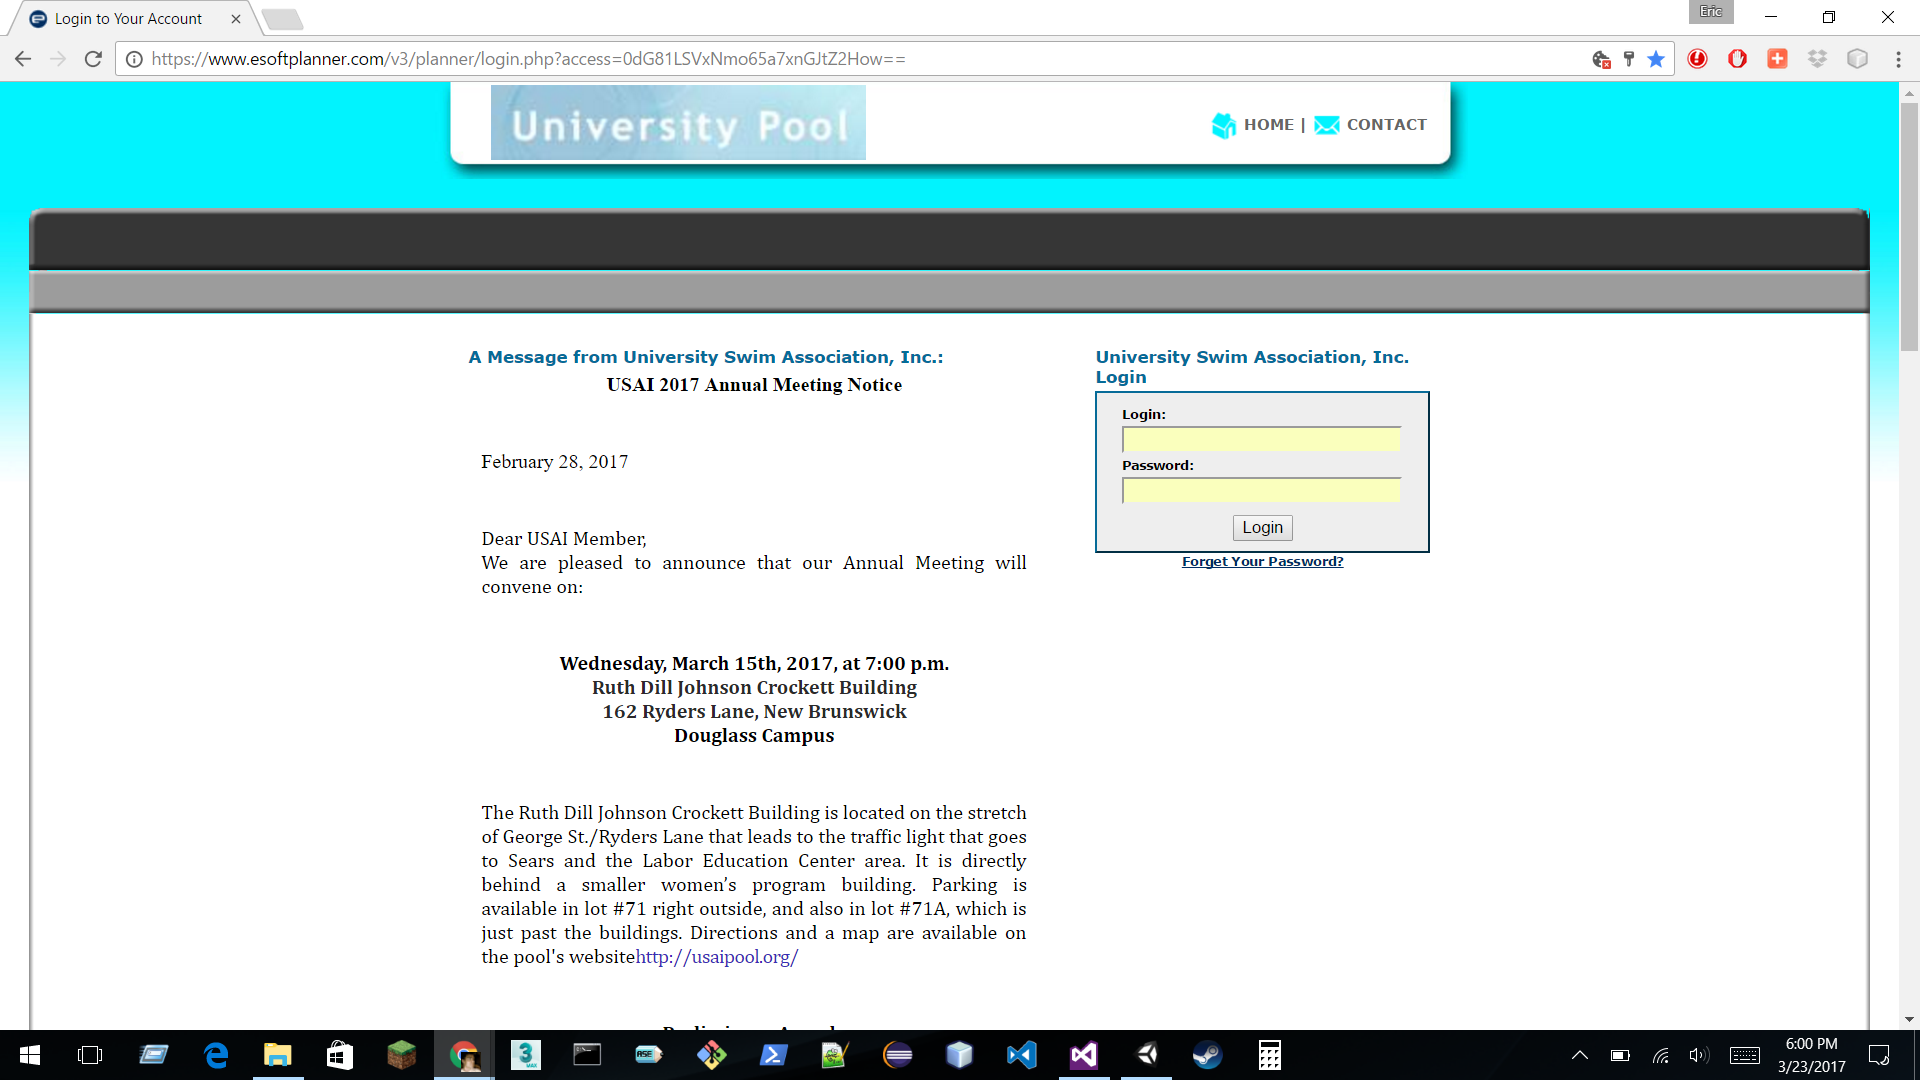 Login to Your Account
Eric
https://www.esoftplanner.com/v3/planner/login.php?access=0dG81LSVxNmo65a7xnGJtZ2How==
University Pool
HOME | CONTACT
A Message from University Swim Association, Inc.:
USAI 2017 Annual Meeting Notice
February 28, 2017
Dear USAI Member,
We are pleased to announce that our Annual Meeting will
convene on:
Wednesday, March 15th, 2017, at 7:00 p.m.
Ruth Dill Johnson Crockett Building
162 Ryders Lane, New Brunswick
Douglass Campus
The Ruth Dill Johnson Crockett Building is located on the stretch
of George St./Ryders Lane that leads to the traffic light that goes
to Sears and the Labor Education Center area. It is directly
behind a smaller women’s program building. Parking is
available in lot #71 right outside, and also in lot #71A, which is
just past the buildings. Directions and a map are available on
the pool's websitehttp://usaipool.org/
University Swim Association, Inc.
Login
Login:
Password:
Login
Forget Your Password?
3
MAX
ASE
6:00 PM
3/23/2017